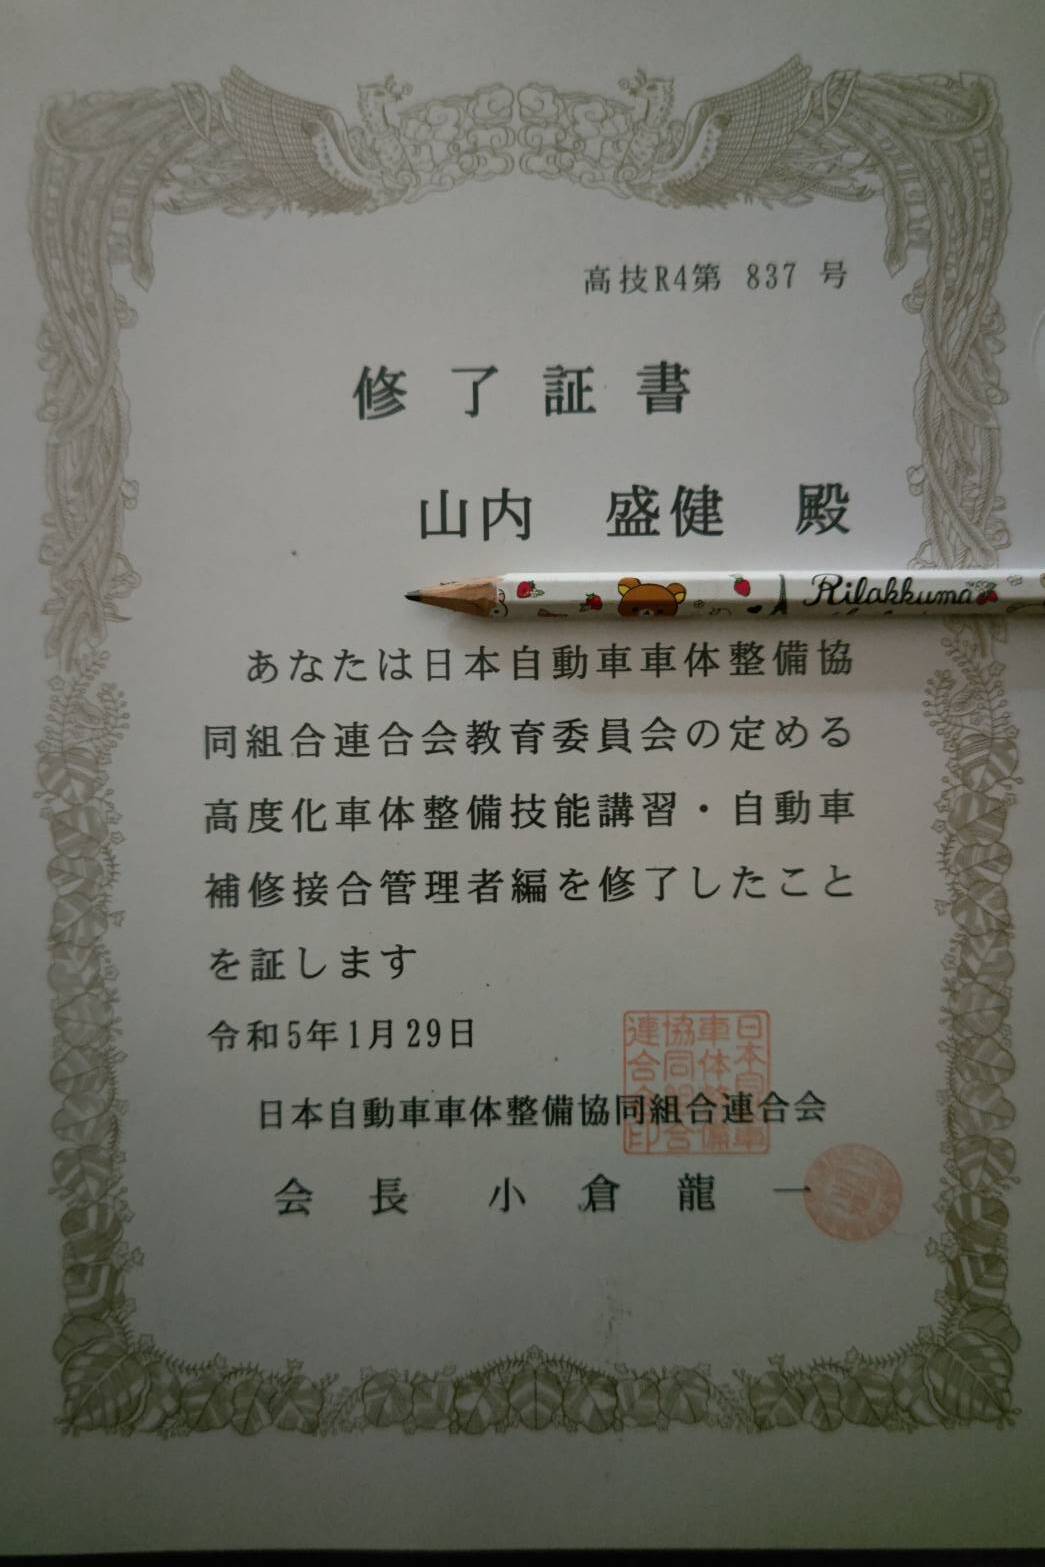 高技R4第 837 号
修了証書
山内 盛健 殿
Rilakkuma
あなたは日本自動車車体整備協
同組合連合会教育委員会の定める
高度化車体整備技能講習・自動車
補修接合管理者編を修了したこと
を証します
令和5年1月29日
日本自動車車体整備協同組合連合会
会長 小倉龍一